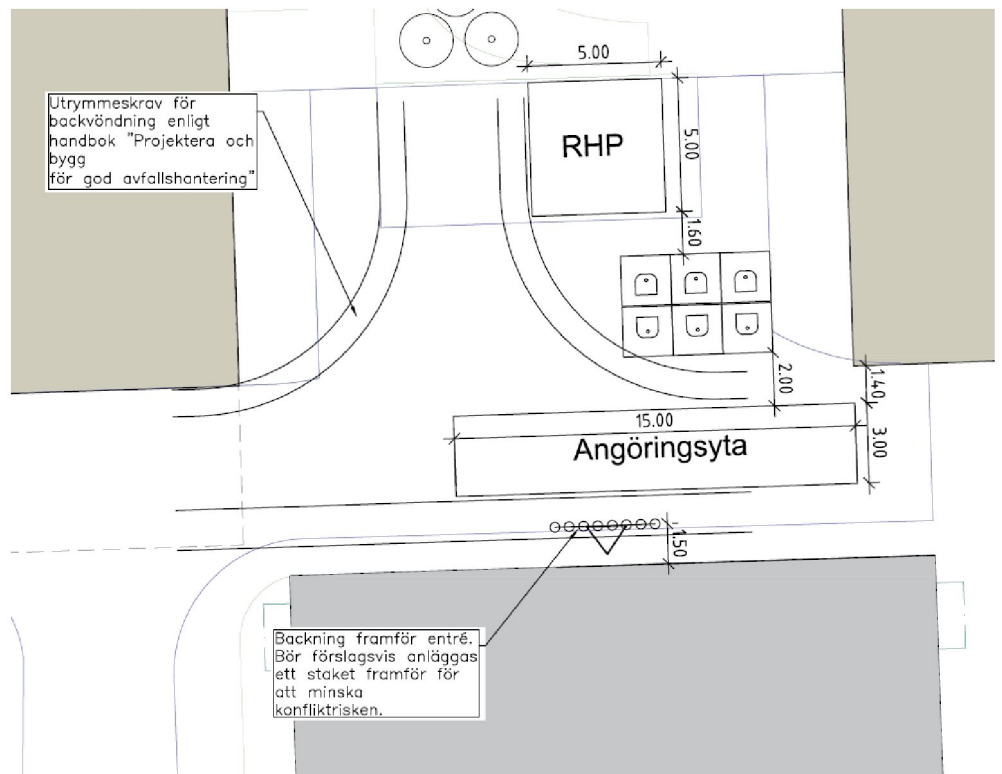 5.00
Utrymmeskrav för
backvöndning enligt
handbok "Projektera och
bygg
för god avfallshantering"
RHP
5.00
1.60
2.00
1.40
15.00
3.00
Angöringsyta
1.50
Backning framför entré.
Bör förslagsvis anläggas
ett staket framför för
att minska
konfliktrisken.